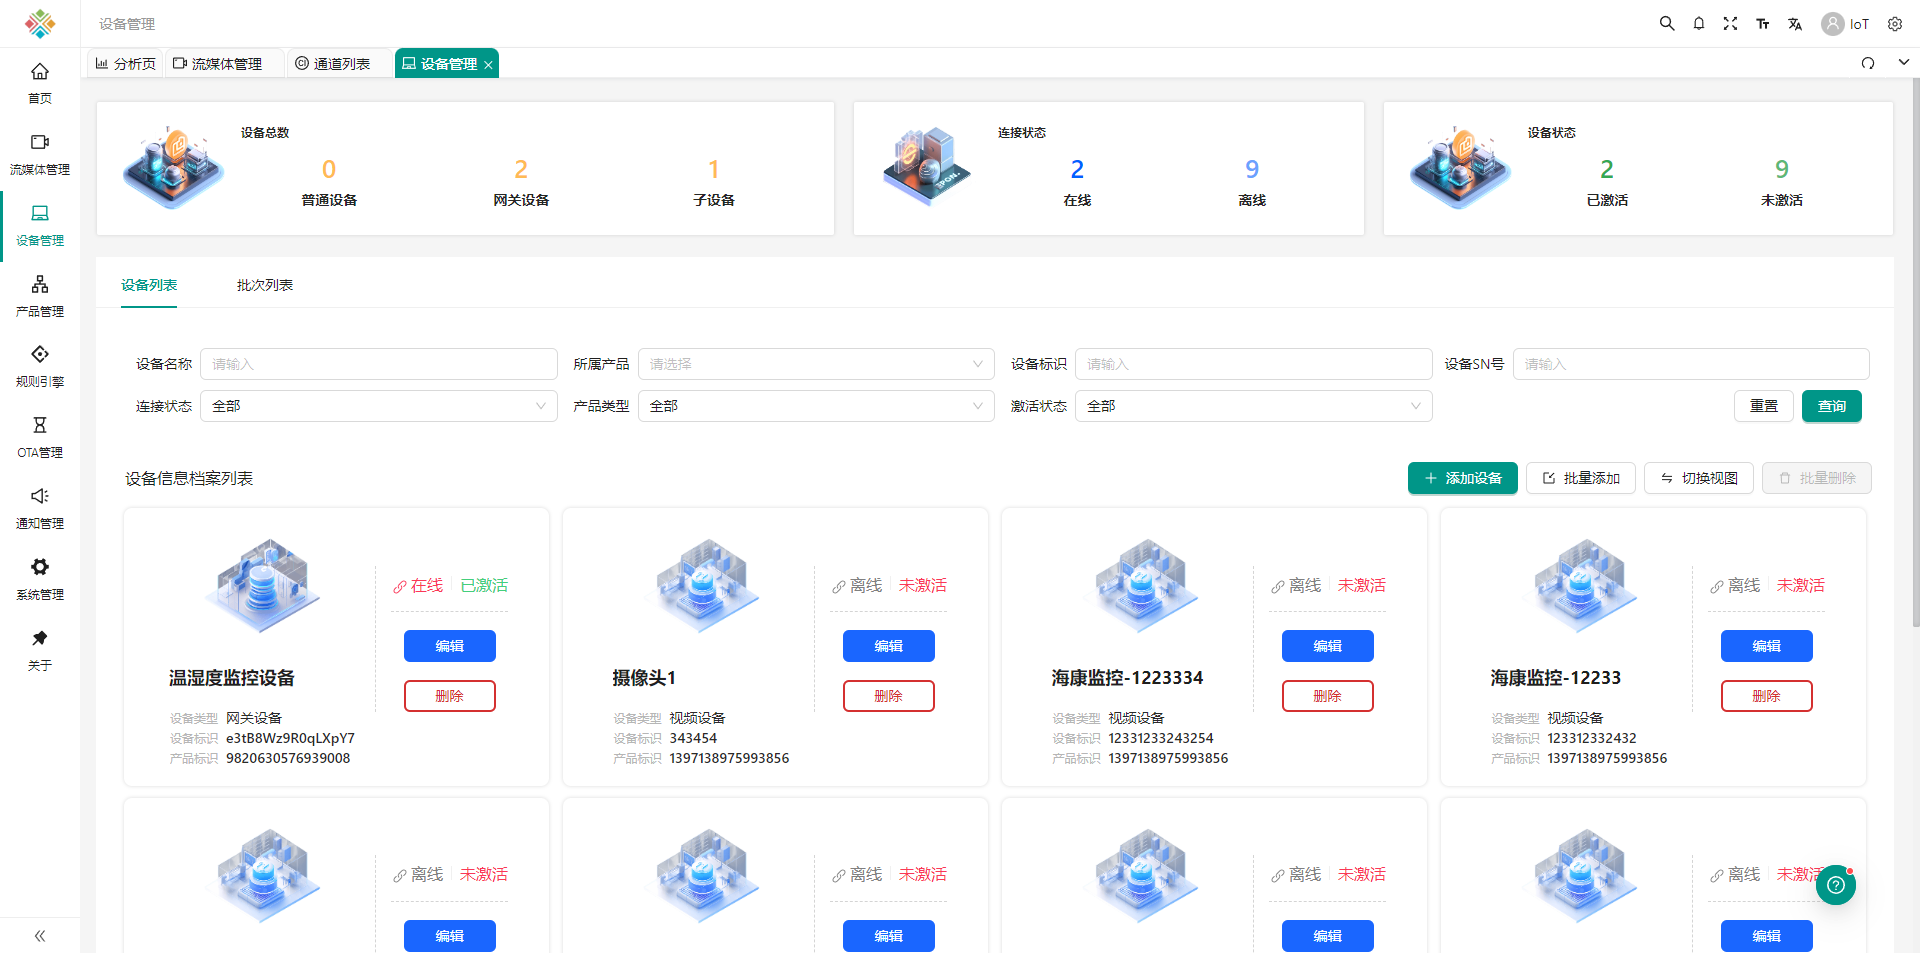 设备管理
IoT
分析页
流媒体管理
通道列表
设备管理
首页
流媒体管理
设备管理
产品管理
规则引擎
OTA管理
通知管理
系统管理
关于
设备总数
0 2 1
普通设备 网关设备 子设备
连接状态
2 9
在线 离线
设备状态
2 9
已激活 未激活
设备列表 批次列表
设备名称 请输入 所属产品 请选择 设备标识 请输入 设备SN号 请输入
连接状态 全部 产品类型 全部 激活状态 全部 重置 查询
设备信息档案列表 添加设备 批量添加 切换视图 批量删除
在线 已激活
编辑
删除
温湿度监控设备
设备类型 网关设备
设备标识 e3tB8Wz9R0qLXpY7
产品标识 9820630576939008
离线 未激活
编辑
删除
摄像头1
设备类型 视频设备
设备标识 343454
产品标识 1397138975993856
离线 未激活
编辑
删除
海康监控-1223334
设备类型 视频设备
设备标识 12331233243254
产品标识 1397138975993856
离线 未激活
编辑
删除
海康监控-12233
设备类型 视频设备
设备标识 123312332432
产品标识 1397138975993856
离线 未激活
编辑
离线 未激活
编辑
离线 未激活
编辑
离线 未激活
编辑